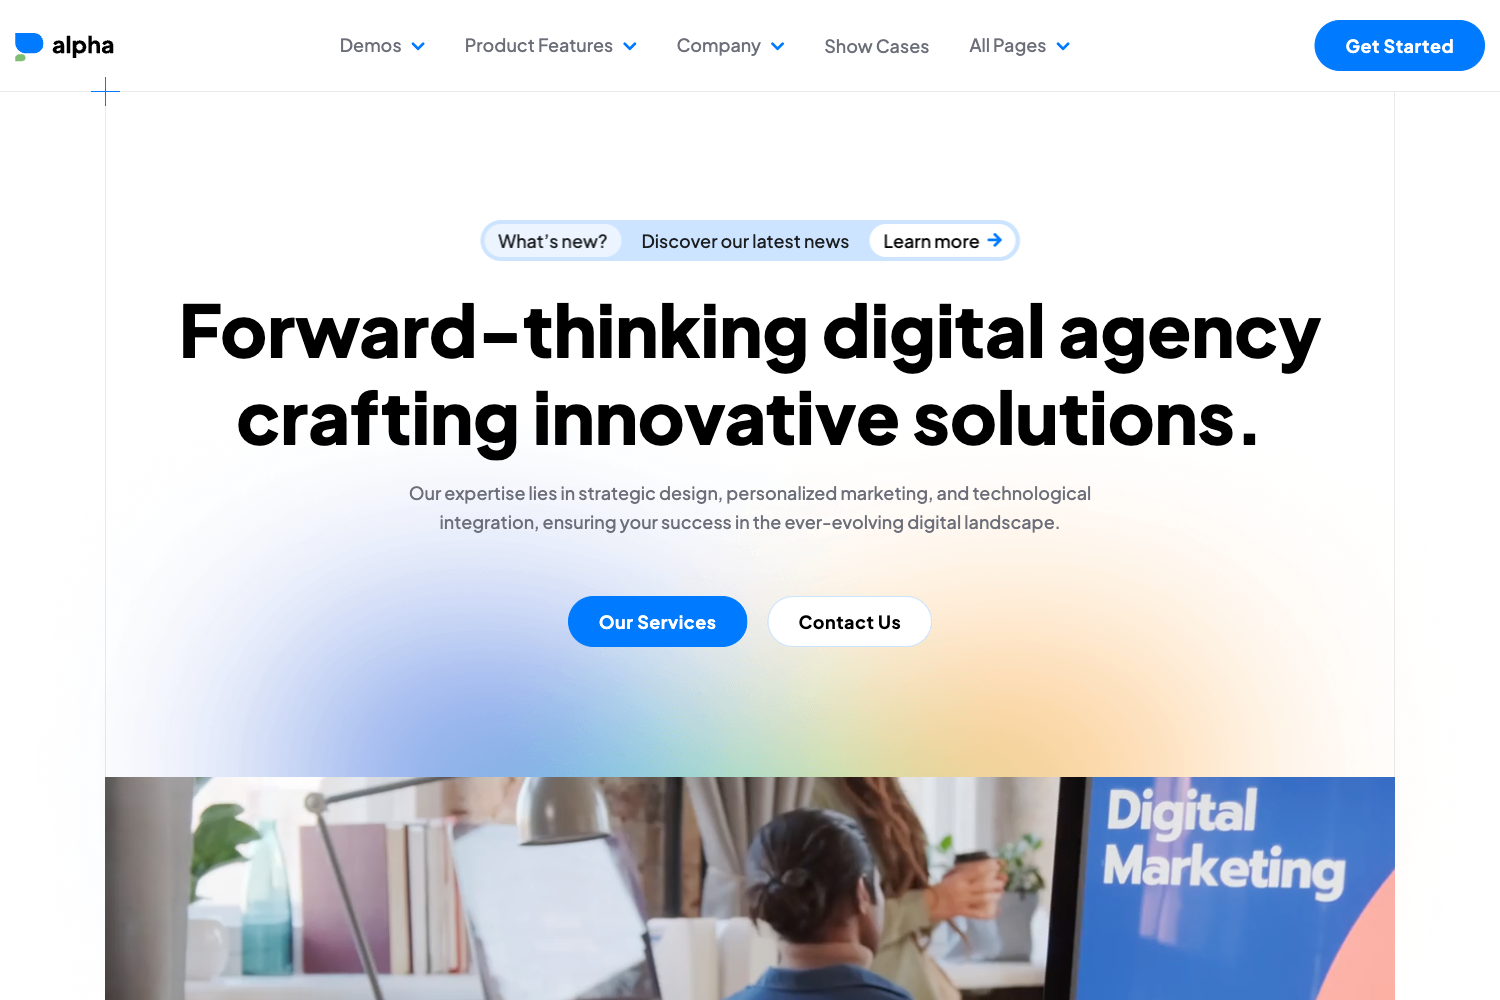 alpha
Demos
Product Features
Company
Show Cases
All Pages
Get Started
What's new?
Discover our latest news
Learn more
Forward-thinking digital agency
crafting innovative solutions.
Our expertise lies in strategic design, personalized marketing, and technological
integration, ensuring your success in the ever-evolving digital landscape.
Our Services
Contact Us
Digital
Marketing